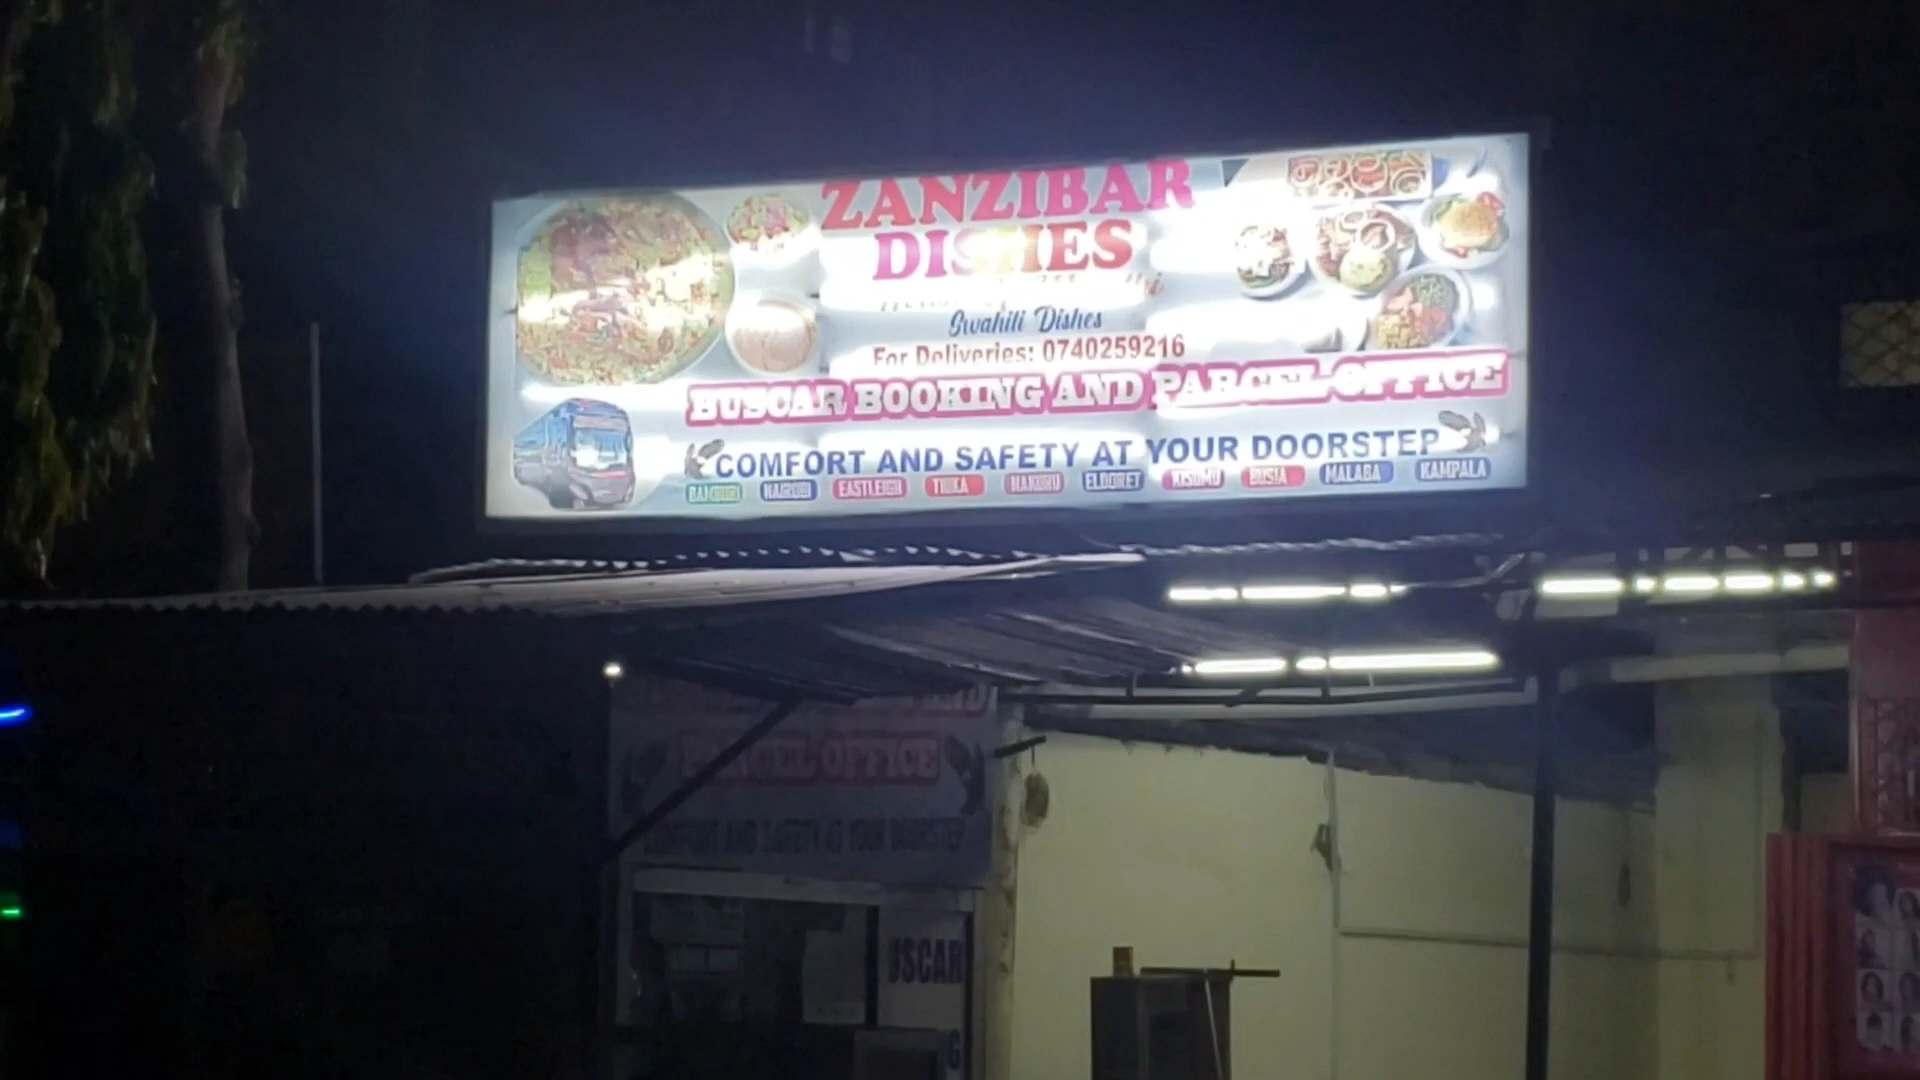 ZANZIBAR
DISHES
Swahili Dishes
For Deliveries: 0740259216
BUSCAR BOOKING AND PARCEL OFFICE
COMFORT AND SAFETY AT YOUR DOORSTEP
BAMBURI NAIROBI EASTLEIGH THIKA NAKURU ELDORET KISUMU BUSIA MALABA KAMPALA
PARCEL OFFICE
COMFORT AND SAFETY AT YOUR DOORSTEP
USCAR
G